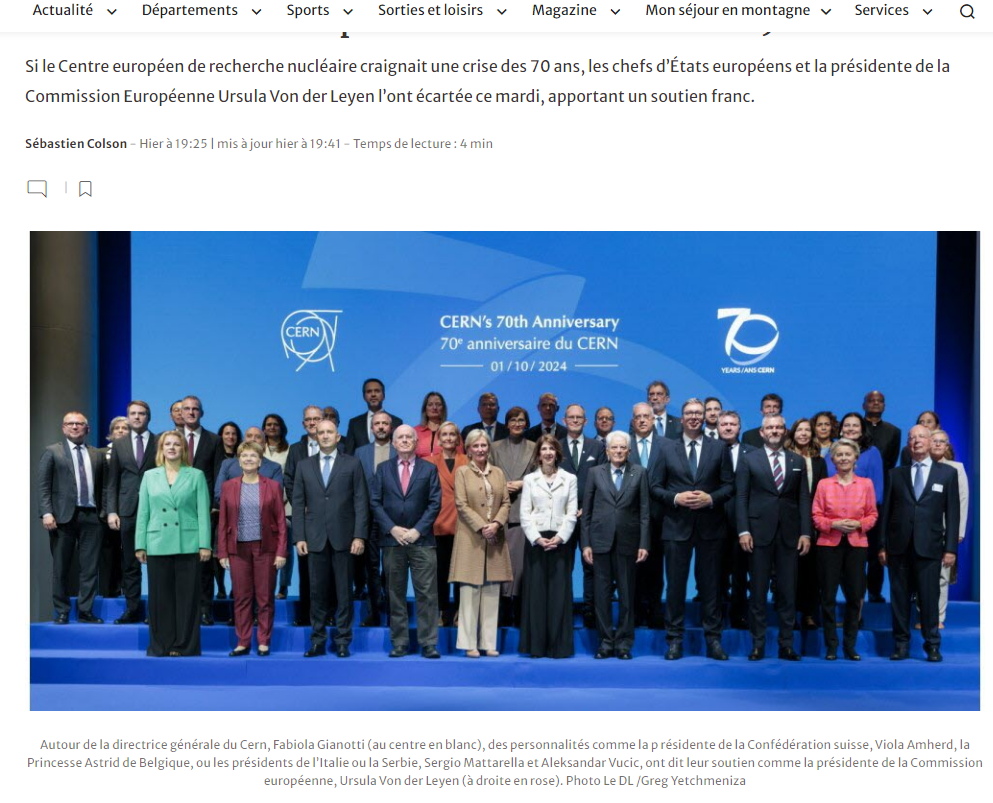 Actualité Départements Sports Sorties et loisirs Magazine Mon séjour en montagne Services
Si le Centre européen de recherche nucléaire craignait une crise des 70 ans, les chefs d’États européens et la présidente de la
Commission Européenne Ursula Von der Leyen l’ont écartée ce mardi, apportant un soutien franc.
Sébastien Colson - Hier à 19:25 | mis à jour hier à 19:41 - Temps de lecture : 4 min
CERN
CERN's 70th Anniversary
70e anniversaire du CERN
01/10/2024
70
YEARS/ANS CERN
Autour de la directrice générale du Cern, Fabiola Gianotti (au centre en blanc), des personnalités comme la p résidente de la Confédération suisse, Viola Amherd, la
Princesse Astrid de Belgique, ou les présidents de l’Italie ou la Serbie, Sergio Mattarella et Aleksandar Vucic, ont dit leur soutien comme la présidente de la Commission
européenne, Ursula Von der Leyen (à droite en rose). Photo Le DL /Greg Yetchmeniza